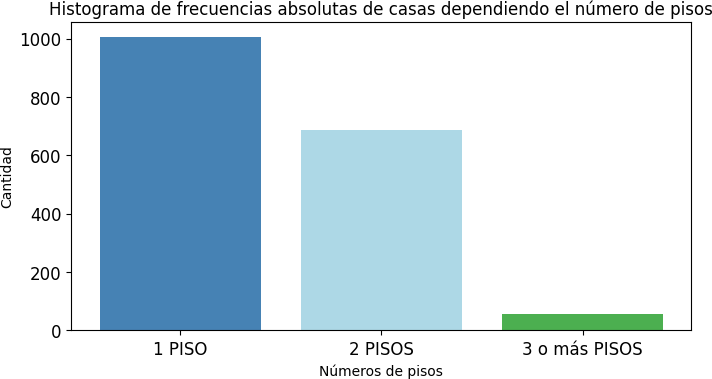 Histograma de frecuencias absolutas de casas dependiendo el número de pisos
1000
800
600
400
200
0
Cantidad
1 PISO
2 PISOS
3 o más PISOS
Números de pisos